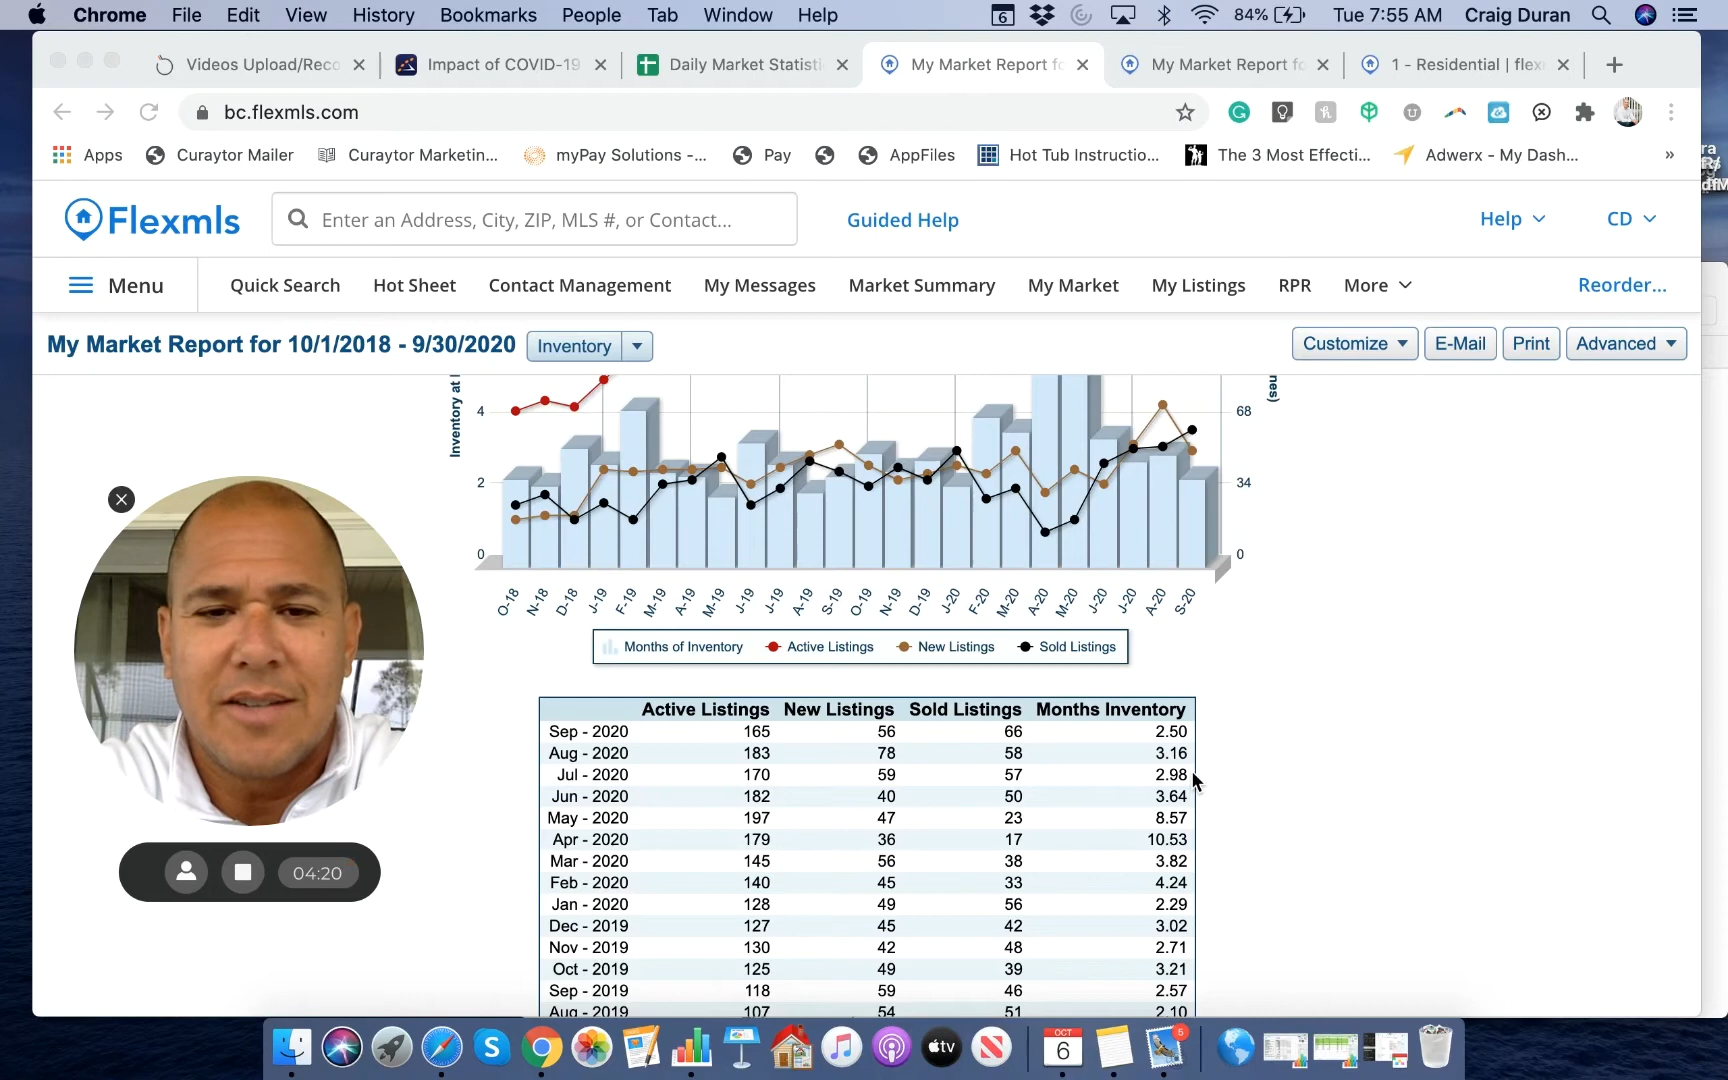 Chrome File Edit View History Bookmarks People Tab Window Help 6 84% Tue 7:55 AM Craig Duran
Videos Upload/Reco Impact of COVID-19 Daily Market Statisti My Market Report fo My Market Report fo 1 - Residential | flex
bc.flexmls.com
Apps Curaytor Mailer Curaytor Marketin... myPay Solutions -... Pay AppFiles Hot Tub Instructio... The 3 Most Effecti... Adwerx - My Dash... »
Flexmls Enter an Address, City, ZIP, MLS #, or Contact... Guided Help Help CD
Menu Quick Search Hot Sheet Contact Management My Messages Market Summary My Market My Listings RPR More Reorder...
My Market Report for 10/1/2018 - 9/30/2020 Inventory Customize E-Mail Print Advanced
Inventory at
nes)
4 68
2 34
0 0
O-18 N-18 D-18 J-19 F-19 M-19 A-19 M-19 J-19 J-19 A-19 S-19 O-19 N-19 D-19 J-20 F-20 M-20 A-20 M-20 J-20 J-20 A-20 S-20
Months of Inventory Active Listings New Listings Sold Listings
Active Listings New Listings Sold Listings Months Inventory
Sep - 2020 165 56 66 2.50
Aug - 2020 183 78 58 3.16
Jul - 2020 170 59 57 2.98
Jun - 2020 182 40 50 3.64
May - 2020 197 47 23 8.57
Apr - 2020 179 36 17 10.53
Mar - 2020 145 56 38 3.82
Feb - 2020 140 45 33 4.24
Jan - 2020 128 49 56 2.29
Dec - 2019 127 45 42 3.02
Nov - 2019 130 42 48 2.71
Oct - 2019 125 49 39 3.21
Sep - 2019 118 59 46 2.57
Aug - 2019 107 54 51 2.10
04:20
S tv OCT 6 5